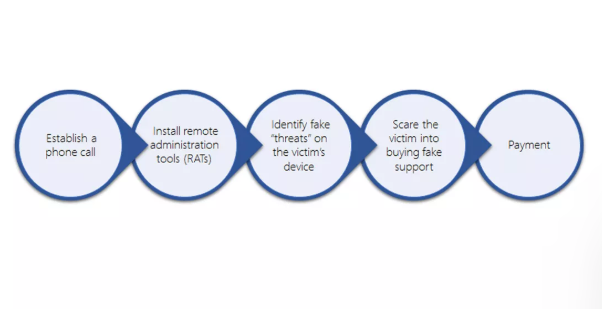 Establish a
phone call
Install remote
administration
tools (RATs)
Identify fake
"threats" on
the victim's
device
Scare the
victim into
buying fake
support
Payment